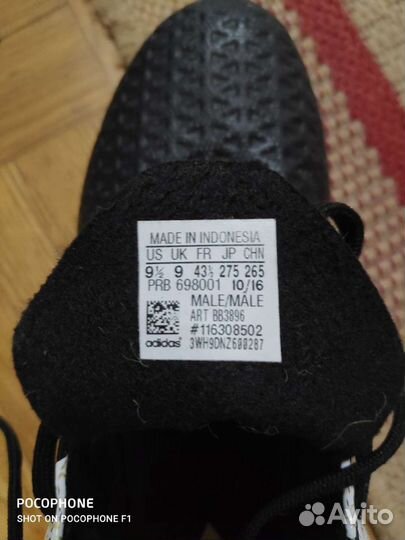 MADE IN INDONESIA
US UK FR JP CHN
9½ 9 43⅓ 275 265
PRB 698001 10/16
MALE/MALE
ART BB3896
#116308502
adidas 3WH9DNZ600287
POCOPHONE
SHOT ON POCOPHONE F1
Avito